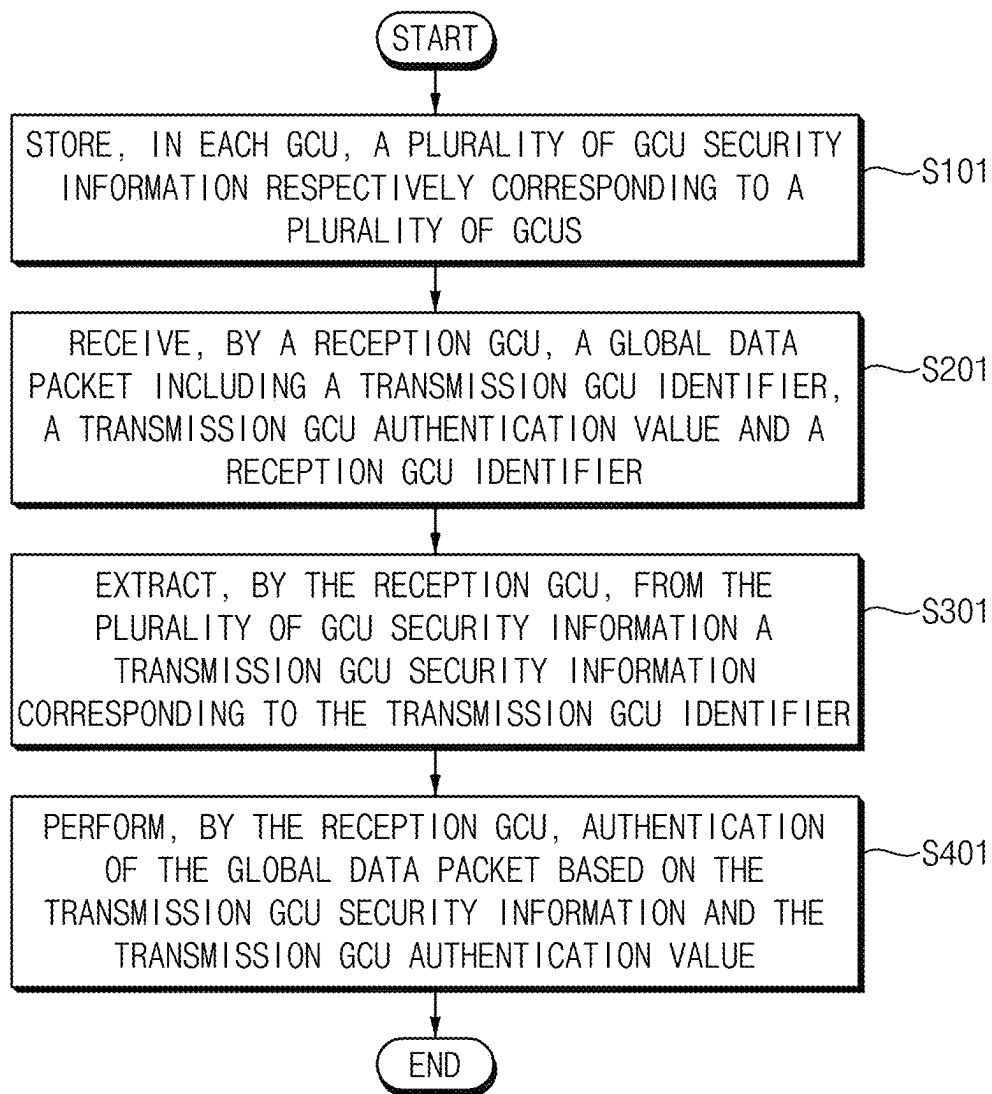 START
STORE, IN EACH GCU, A PLURALITY OF GCU SECURITY
INFORMATION RESPECTIVELY CORRESPONDING TO A
PLURALITY OF GCUS
S101
RECEIVE, BY A RECEPTION GCU, A GLOBAL DATA
PACKET INCLUDING A TRANSMISSION GCU IDENTIFIER,
A TRANSMISSION GCU AUTHENTICATION VALUE AND A
RECEPTION GCU IDENTIFIER
S201
EXTRACT, BY THE RECEPTION GCU, FROM THE
PLURALITY OF GCU SECURITY INFORMATION A
TRANSMISSION GCU SECURITY INFORMATION
CORRESPONDING TO THE TRANSMISSION GCU IDENTIFIER
S301
PERFORM, BY THE RECEPTION GCU, AUTHENTICATION
OF THE GLOBAL DATA PACKET BASED ON THE
TRANSMISSION GCU SECURITY INFORMATION AND THE
TRANSMISSION GCU AUTHENTICATION VALUE
S401
END